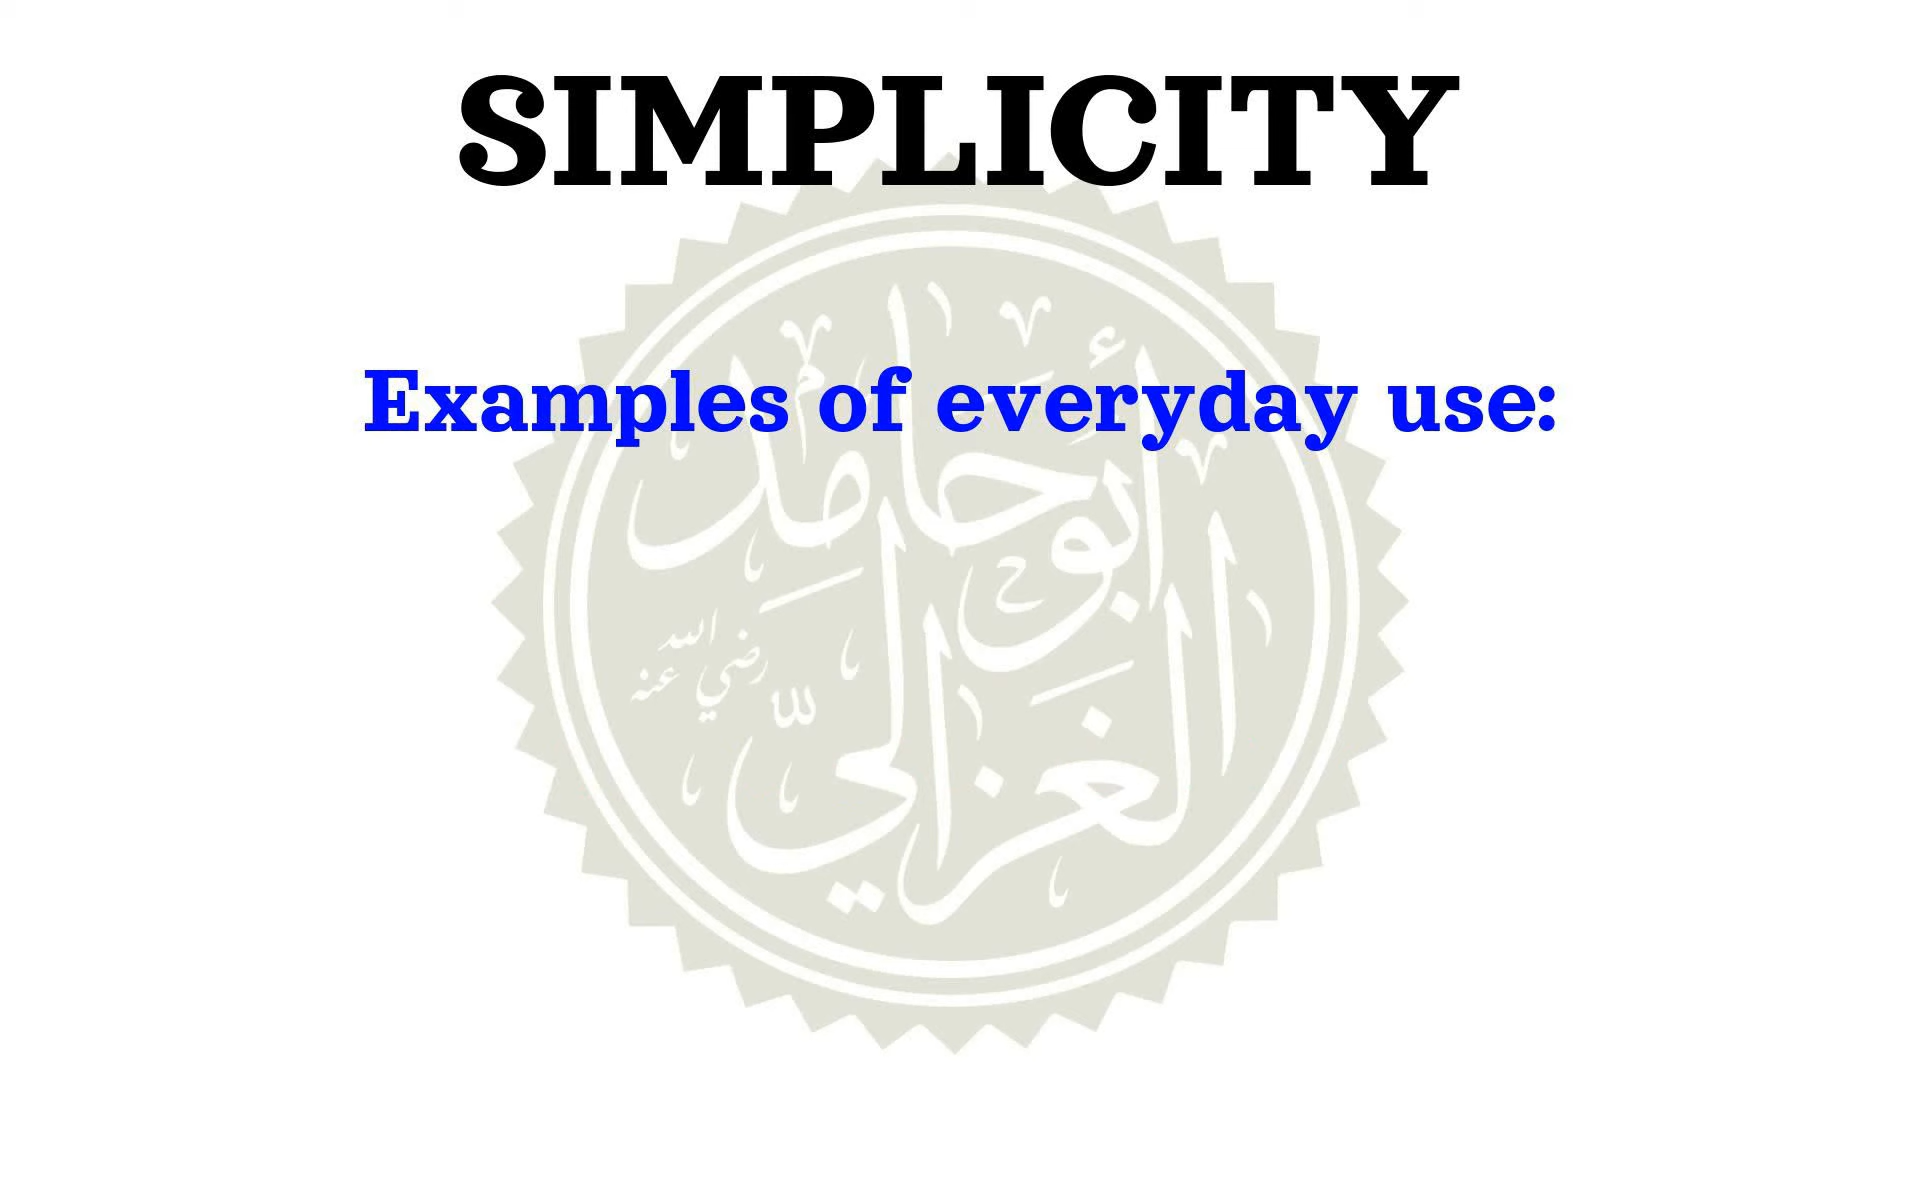 SIMPLICITY
Examples of everyday use:
أبو حامد
الغزالي
رضي الله عنه